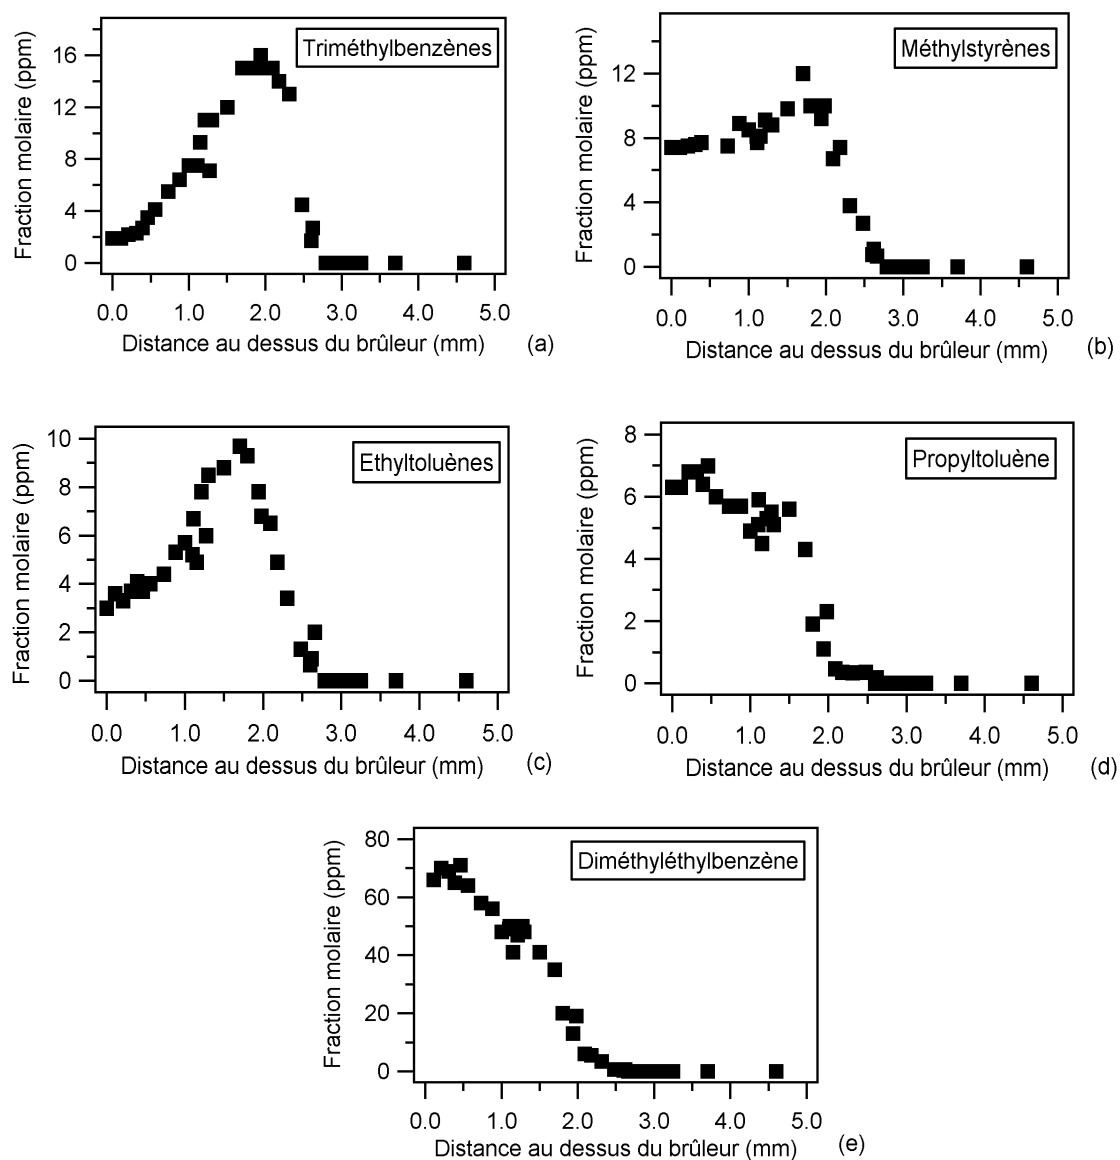 Triméthylbenzènes
Fraction molaire (ppm)
16
12
8
4
0
0.0 1.0 2.0 3.0 4.0 5.0
Distance au dessus du brûleur (mm) (a)
Méthylstyrènes
Fraction molaire (ppm)
12
8
4
0
0.0 1.0 2.0 3.0 4.0 5.0
Distance au dessus du brûleur (mm) (b)
Ethyltoluènes
Fraction molaire (ppm)
10
8
6
4
2
0
0.0 1.0 2.0 3.0 4.0 5.0
Distance au dessus du brûleur (mm) (c)
Propyltoluène
Fraction molaire (ppm)
8
6
4
2
0
0.0 1.0 2.0 3.0 4.0 5.0
Distance au dessus du brûleur (mm) (d)
Diméthyléthylbenzène
Fraction molaire (ppm)
80
60
40
20
0
0.0 1.0 2.0 3.0 4.0 5.0
Distance au dessus du brûleur (mm) (e)